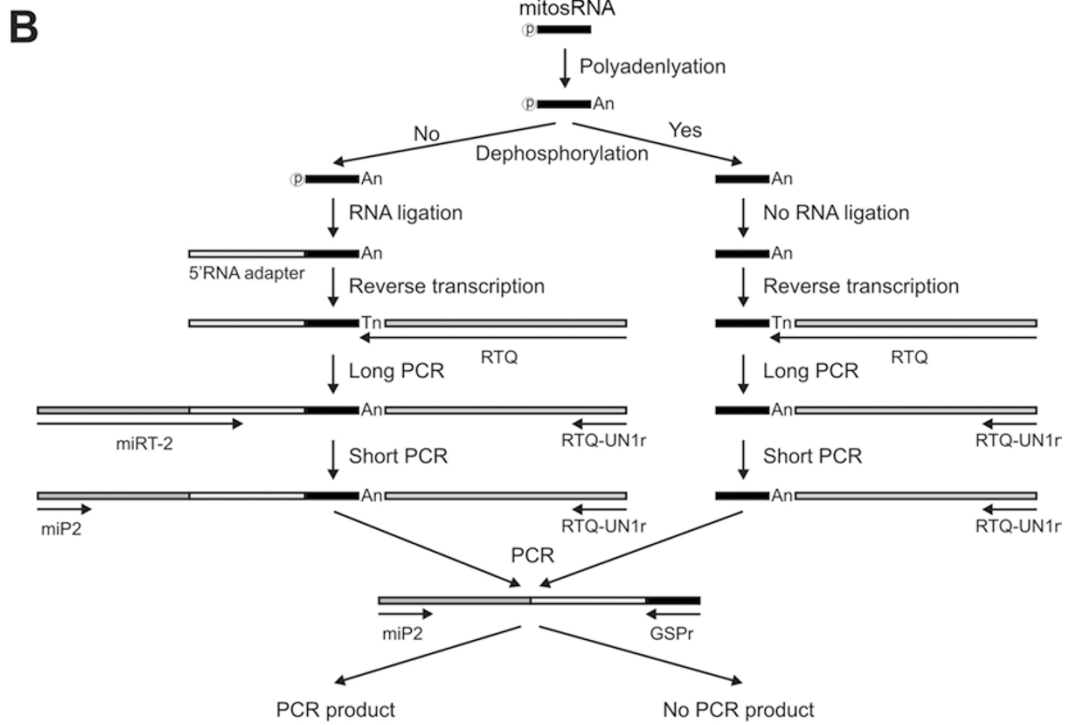 B
mitosRNA
p
Polyadenlyation
p An
No
Yes
Dephosphorylation
p An
An
RNA ligation
No RNA ligation
An
An
5'RNA adapter
Reverse transcription
Reverse transcription
Tn
Tn
RTQ
RTQ
Long PCR
Long PCR
An
An
miRT-2
RTQ-UN1r
RTQ-UN1r
Short PCR
Short PCR
An
An
miP2
RTQ-UN1r
RTQ-UN1r
PCR
miP2
GSPr
PCR product
No PCR product